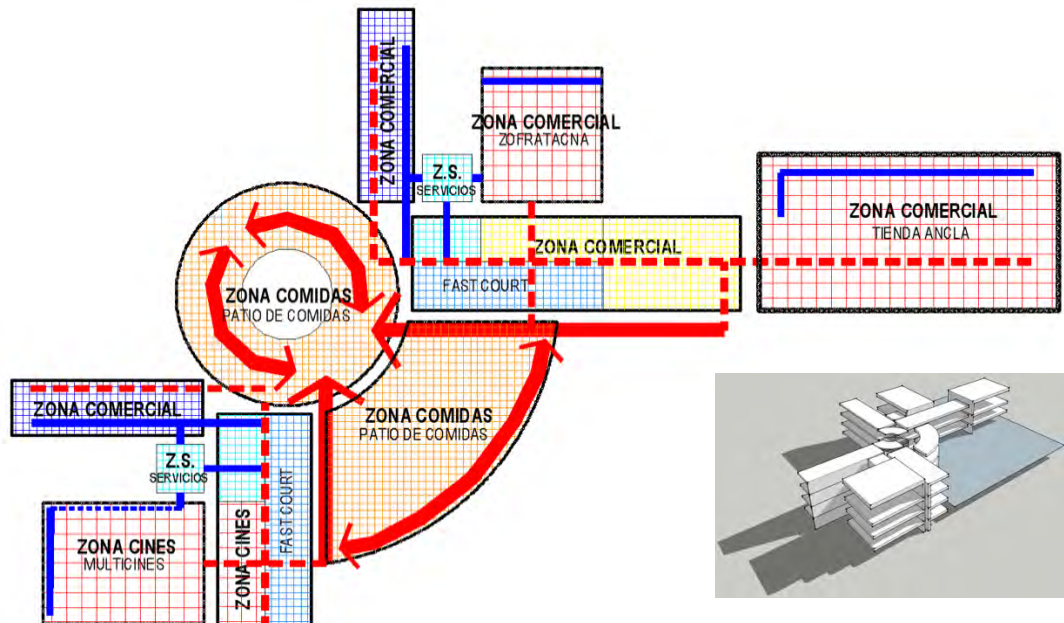 ZONA COMERCIAL
ZONA COMERCIAL
ZOFRATACNA
Z.S.
SERVICIOS
ZONA COMERCIAL
TIENDA ANCLA
ZONA COMERCIAL
FAST COURT
ZONA COMIDAS
PATIO DE COMIDAS
ZONA COMERCIAL
ZONA COMIDAS
PATIO DE COMIDAS
Z.S.
SERVICIOS
ZONA CINES
MULTICINES
ZONA CINES
FAST COURT